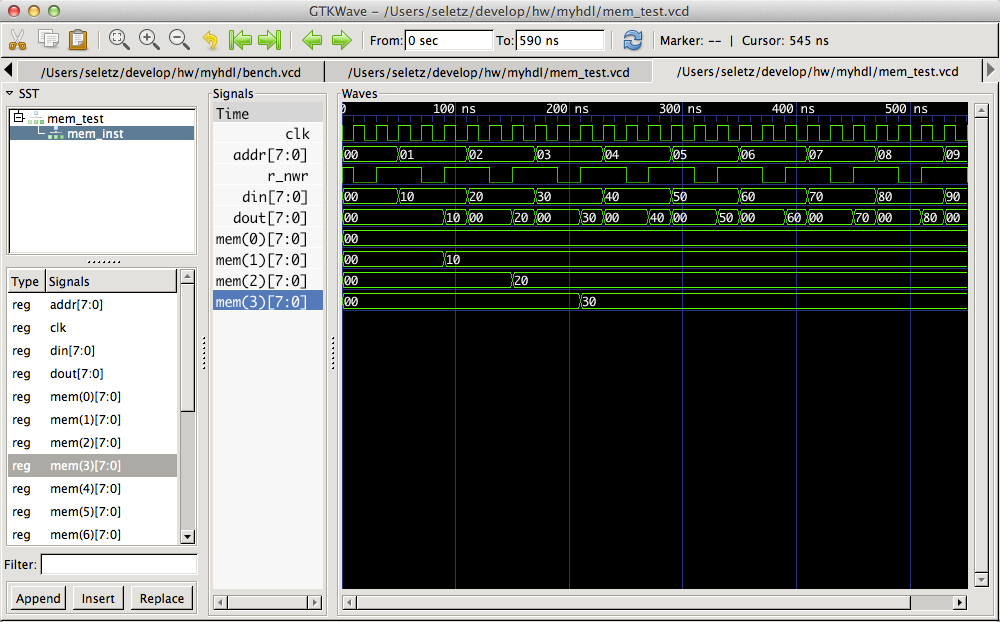 GTKWave – /Users/seletz/develop/hw/myhdl/mem_test.vcd
From: 0 sec To: 590 ns Marker: -- | Cursor: 545 ns
/Users/seletz/develop/hw/myhdl/bench.vcd /Users/seletz/develop/hw/myhdl/mem_test.vcd /Users/seletz/develop/hw/myhdl/mem_test.vcd
SST
mem_test
mem_inst
Type Signals
reg addr[7:0]
reg clk
reg din[7:0]
reg dout[7:0]
reg mem(0)[7:0]
reg mem(1)[7:0]
reg mem(2)[7:0]
reg mem(3)[7:0]
reg mem(4)[7:0]
reg mem(5)[7:0]
reg mem(6)[7:0]
Filter:
Append Insert Replace
Signals
Time
clk
addr[7:0]
r_nwr
din[7:0]
dout[7:0]
mem(0)[7:0]
mem(1)[7:0]
mem(2)[7:0]
mem(3)[7:0]
Waves
0 100 ns 200 ns 300 ns 400 ns 500 ns
00 01 02 03 04 05 06 07 08 09
00 10 20 30 40 50 60 70 80 90
00 10 00 20 00 30 00 40 00 50 00 60 00 70 00 80 00
00
00 10
00 20
00 30